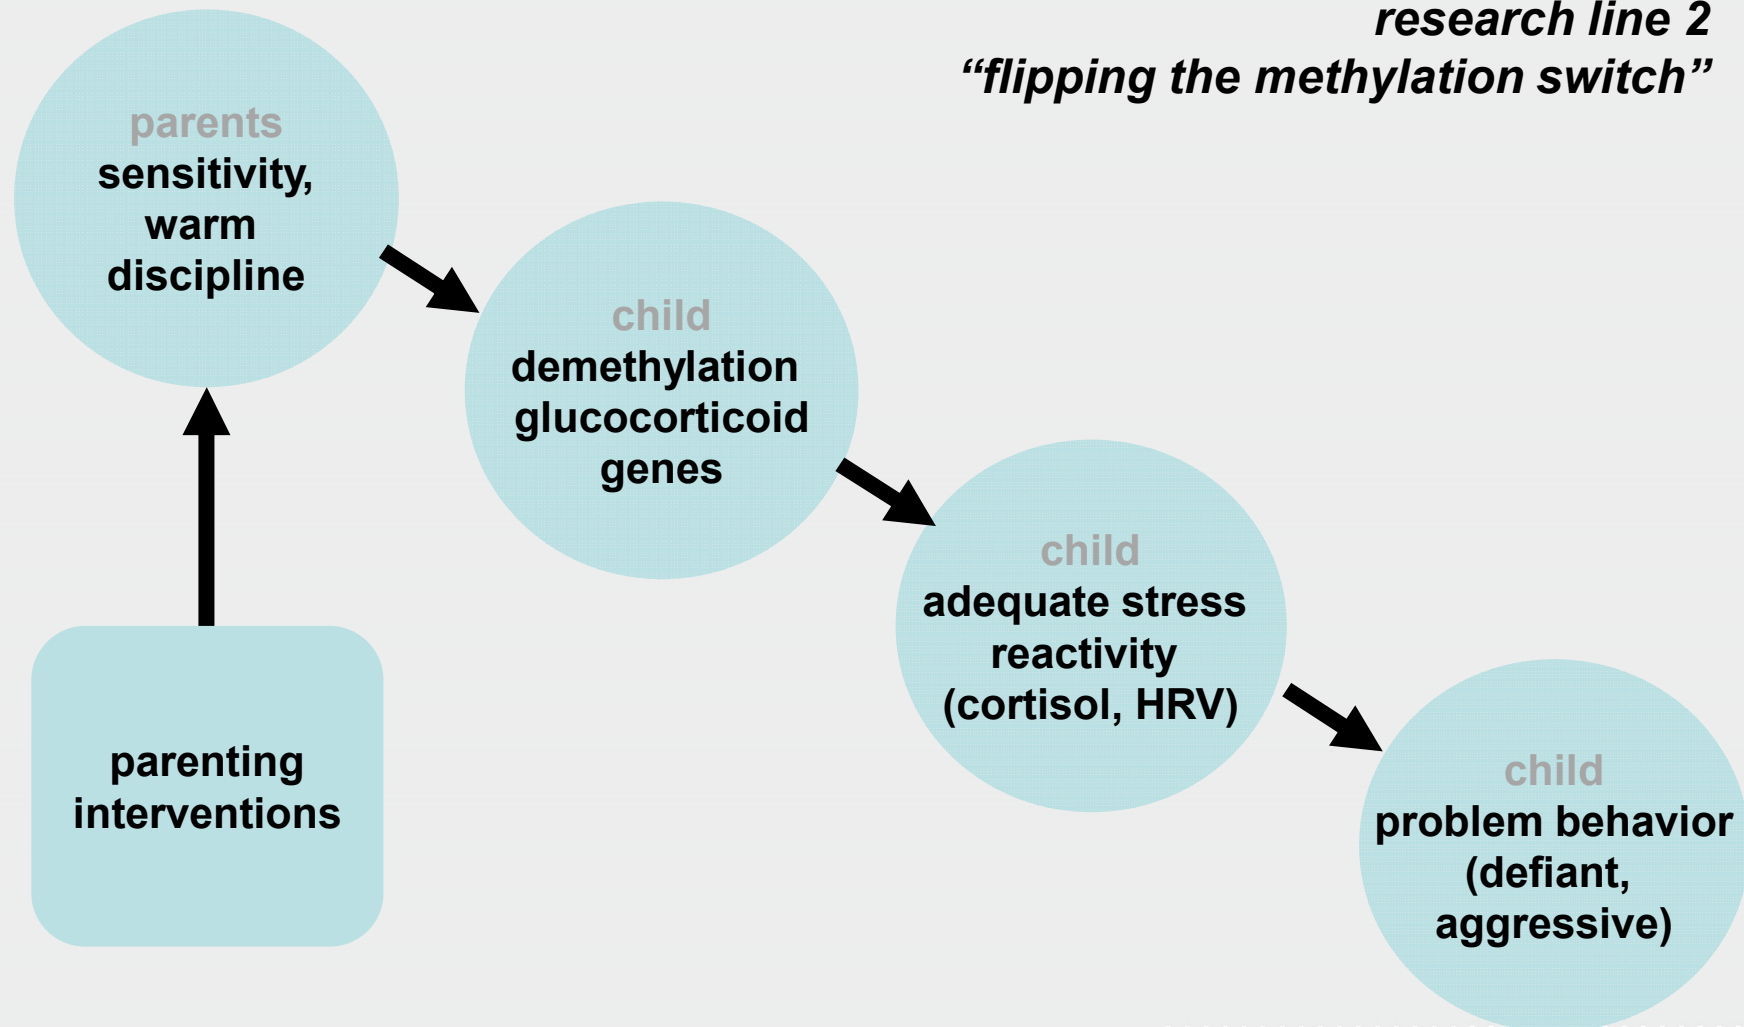 research line 2
“flipping the methylation switch”
parents
sensitivity,
warm
discipline
child
demethylation
glucocorticoid
genes
child
adequate stress
reactivity
(cortisol, HRV)
parenting
interventions
child
problem behavior
(defiant,
aggressive)